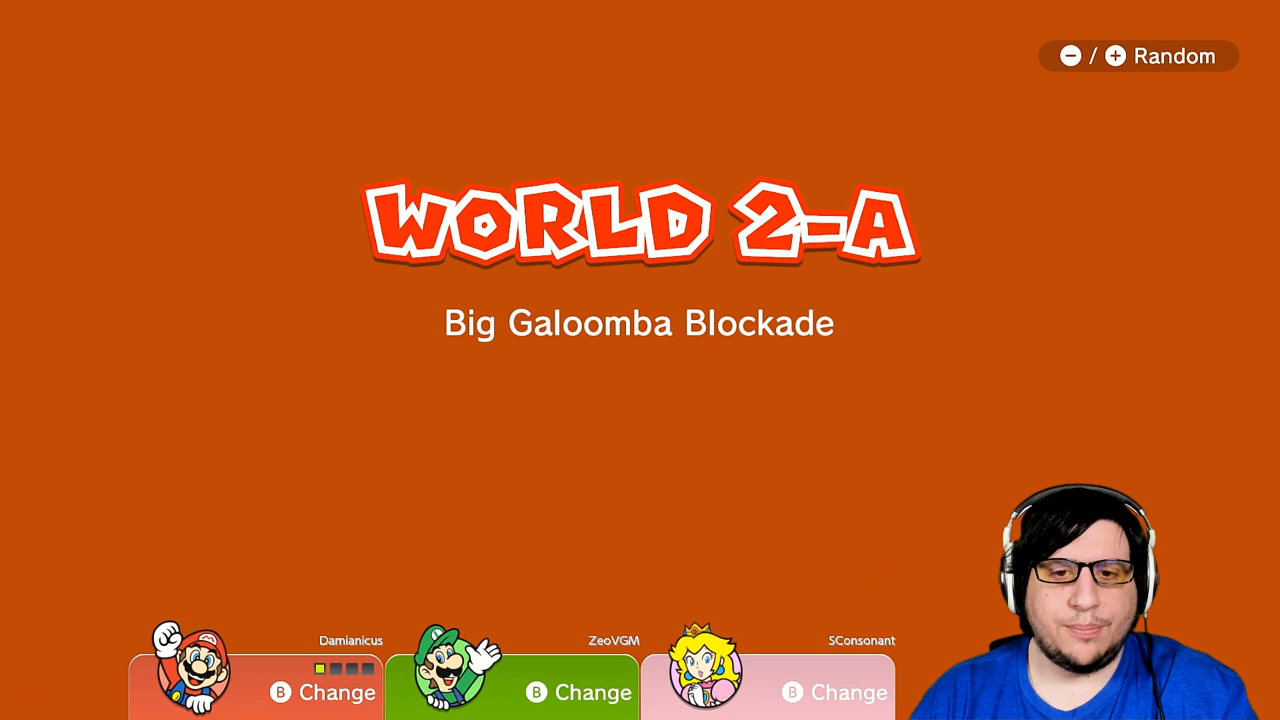 - / + Random
WORLD 2-A
Big Galoomba Blockade
Damianicus
ZeoVGM
SConsonant
B Change
B Change
B Change